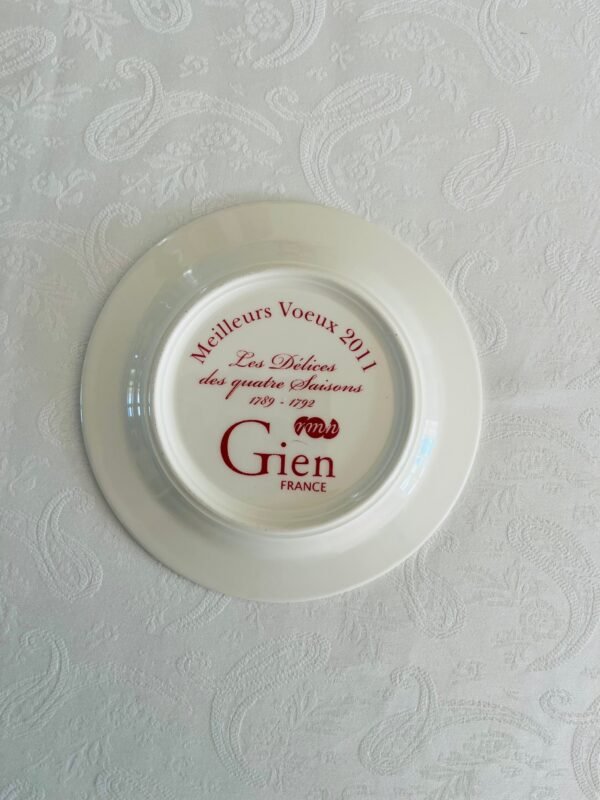 Meilleurs Voeux 2011
Les Délices
des quatre Saisons
1789 - 1792
rmn
Gien
FRANCE